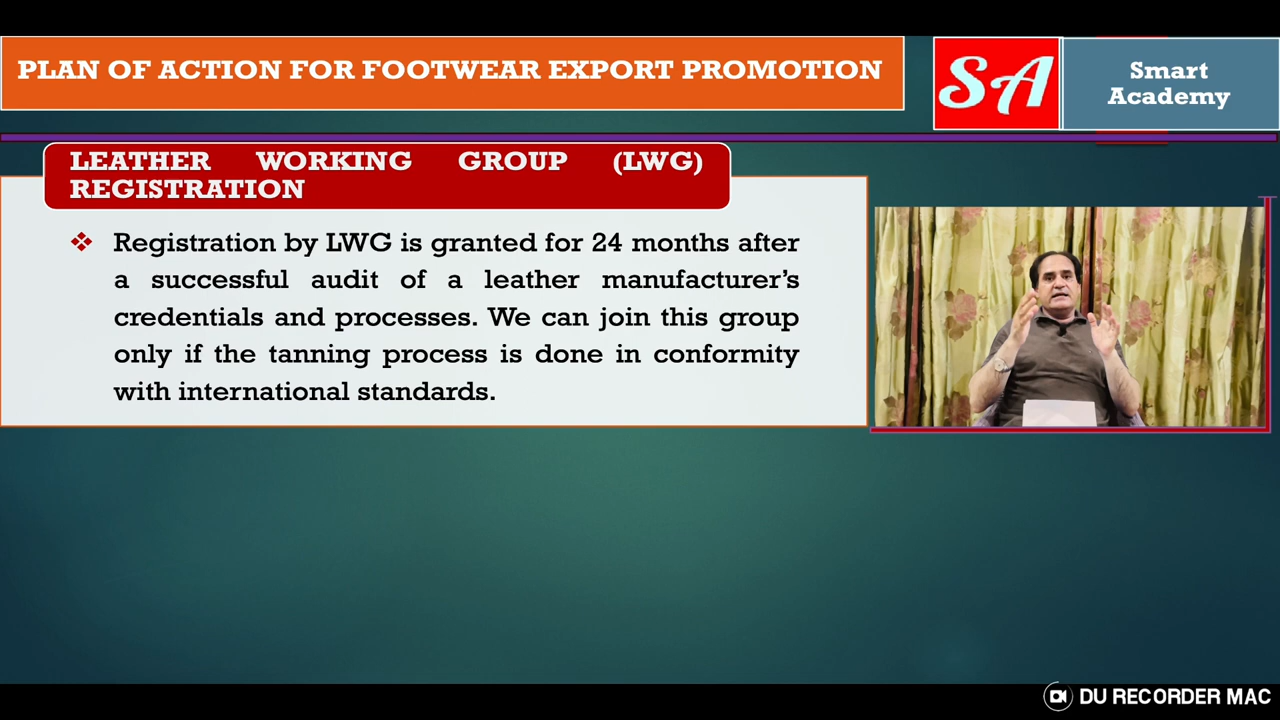 PLAN OF ACTION FOR FOOTWEAR EXPORT PROMOTION
SA
Smart
Academy
LEATHER WORKING GROUP (LWG)
REGISTRATION
❖ Registration by LWG is granted for 24 months after
a successful audit of a leather manufacturer’s
credentials and processes. We can join this group
only if the tanning process is done in conformity
with international standards.
DU RECORDER MAC